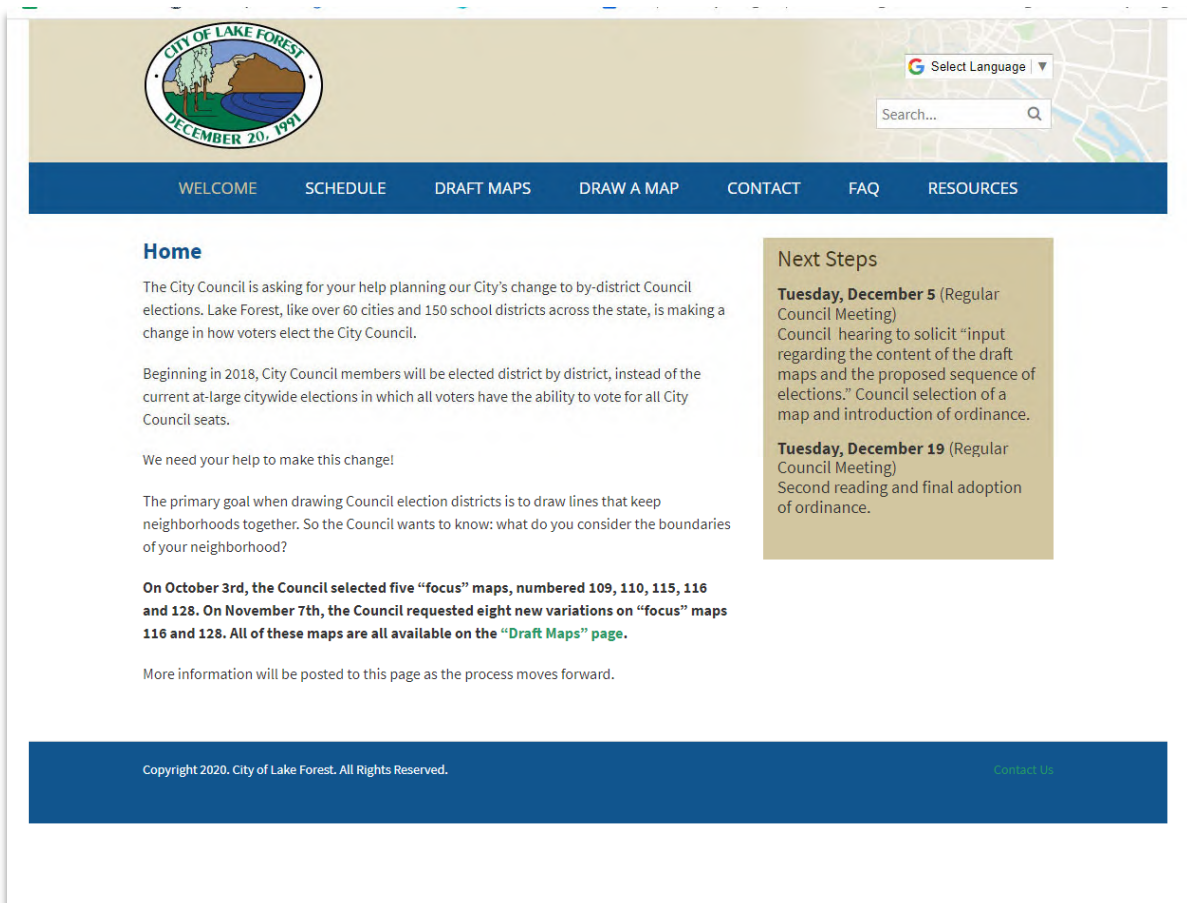 CITY OF LAKE FOREST
DECEMBER 20, 1991
Select Language ▼
Search...
WELCOME SCHEDULE DRAFT MAPS DRAW A MAP CONTACT FAQ RESOURCES
Home
The City Council is asking for your help planning our City's change to by-district Council
elections. Lake Forest, like over 60 cities and 150 school districts across the state, is making a
change in how voters elect the City Council.
Beginning in 2018, City Council members will be elected district by district, instead of the
current at-large citywide elections in which all voters have the ability to vote for all City
Council seats.
We need your help to make this change!
The primary goal when drawing Council election districts is to draw lines that keep
neighborhoods together. So the Council wants to know: what do you consider the boundaries
of your neighborhood?
On October 3rd, the Council selected five “focus” maps, numbered 109, 110, 115, 116
and 128. On November 7th, the Council requested eight new variations on “focus” maps
116 and 128. All of these maps are all available on the “Draft Maps” page.
More information will be posted to this page as the process moves forward.
Next Steps
Tuesday, December 5 (Regular
Council Meeting)
Council hearing to solicit “input
regarding the content of the draft
maps and the proposed sequence of
elections.” Council selection of a
map and introduction of ordinance.
Tuesday, December 19 (Regular
Council Meeting)
Second reading and final adoption
of ordinance.
Copyright 2020. City of Lake Forest. All Rights Reserved.
Contact Us